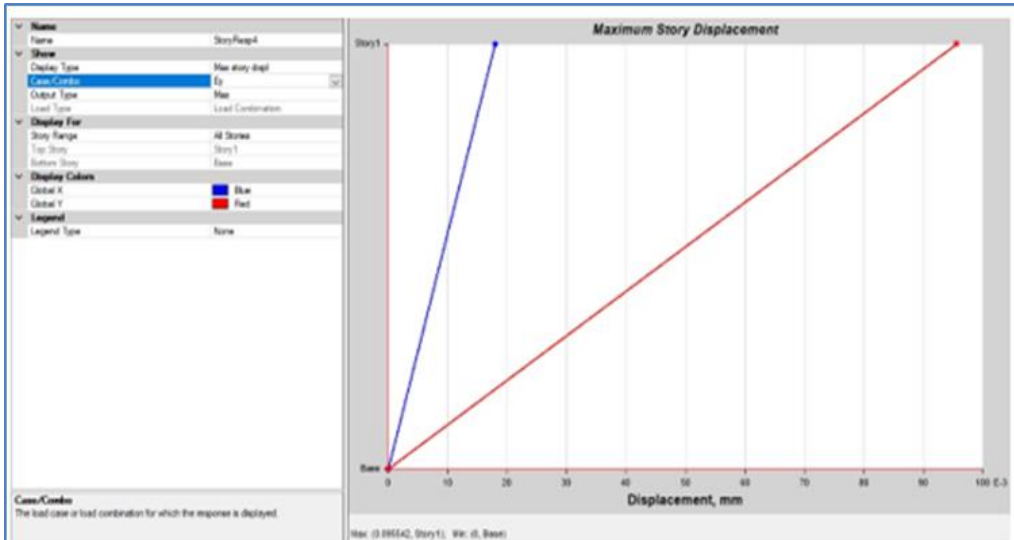 Name
Name StoryResp4
Show
Display Type Max story displ
Case/Combo Ey
Output Type Max
Load Type Load Combination
Display For
Story Range All Stories
Top Story Story1
Bottom Story Base
Display Colors
Global X Blue
Global Y Red
Legend
Legend Type None
Case/Combo
The load case or load combination for which the response is displayed.
Maximum Story Displacement
Story1
Base
0 10 20 30 40 50 60 70 80 90 100 E-3
Displacement, mm
Max: (0.095542, Story1); Min: (0, Base)